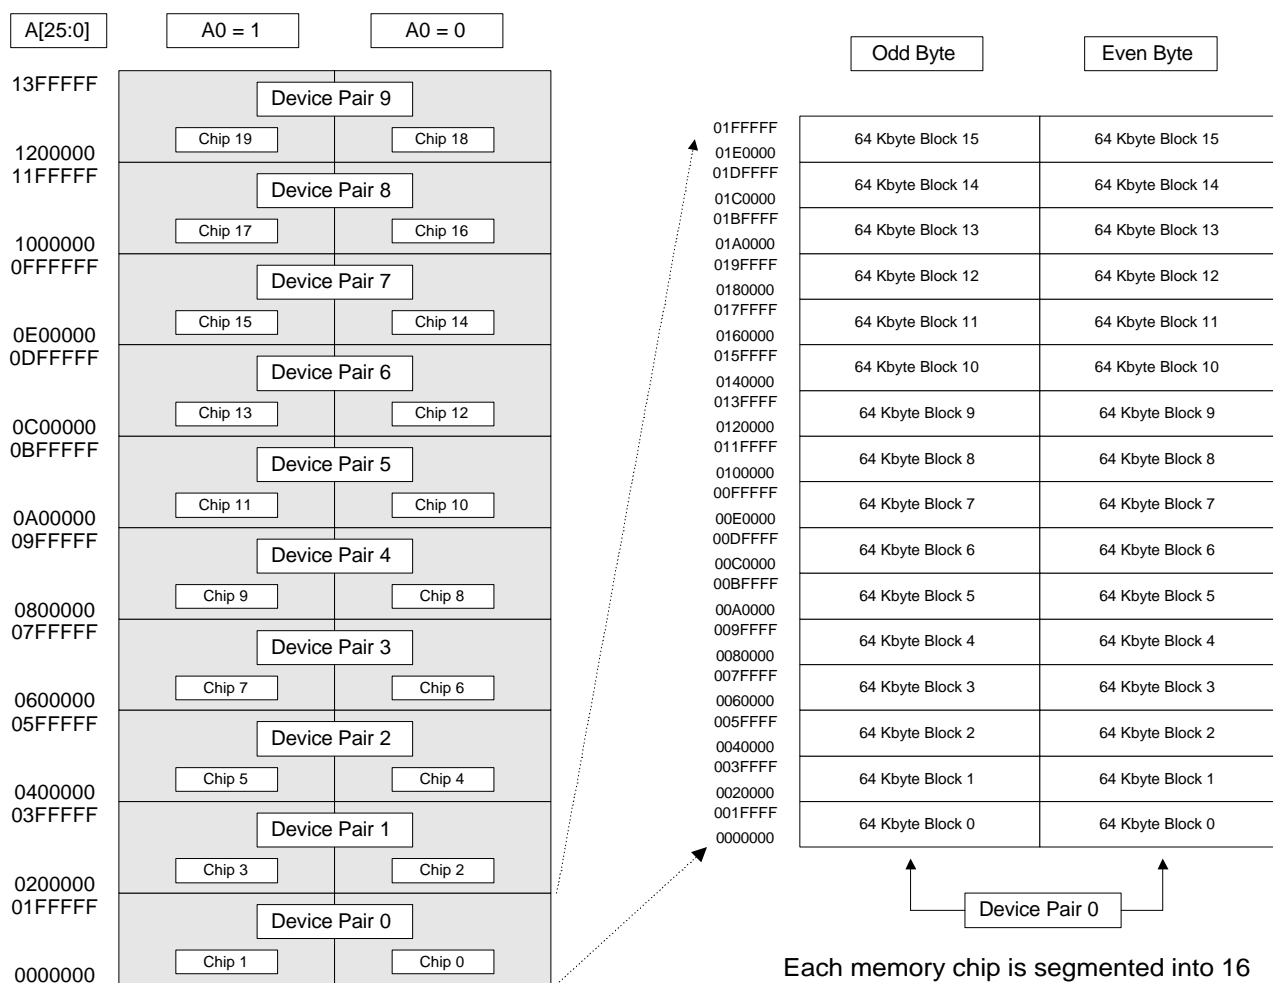 A[25:0] A0 = 1 A0 = 0
13FFFFF
Device Pair 9
Chip 19 Chip 18
1200000
11FFFFF
Device Pair 8
Chip 17 Chip 16
1000000
0FFFFFF
Device Pair 7
Chip 15 Chip 14
0E00000
0DFFFFF
Device Pair 6
Chip 13 Chip 12
0C00000
0BFFFFF
Device Pair 5
Chip 11 Chip 10
0A00000
09FFFFF
Device Pair 4
Chip 9 Chip 8
0800000
07FFFFF
Device Pair 3
Chip 7 Chip 6
0600000
05FFFFF
Device Pair 2
Chip 5 Chip 4
0400000
03FFFFF
Device Pair 1
Chip 3 Chip 2
0200000
01FFFFF
Device Pair 0
Chip 1 Chip 0
0000000
Odd Byte Even Byte
01FFFFF
64 Kbyte Block 15 64 Kbyte Block 15
01E0000
01DFFFF
64 Kbyte Block 14 64 Kbyte Block 14
01C0000
01BFFFF
64 Kbyte Block 13 64 Kbyte Block 13
01A0000
019FFFF
64 Kbyte Block 12 64 Kbyte Block 12
0180000
017FFFF
64 Kbyte Block 11 64 Kbyte Block 11
0160000
015FFFF
64 Kbyte Block 10 64 Kbyte Block 10
0140000
013FFFF
64 Kbyte Block 9 64 Kbyte Block 9
0120000
011FFFF
64 Kbyte Block 8 64 Kbyte Block 8
0100000
00FFFFF
64 Kbyte Block 7 64 Kbyte Block 7
00E0000
00DFFFF
64 Kbyte Block 6 64 Kbyte Block 6
00C0000
00BFFFF
64 Kbyte Block 5 64 Kbyte Block 5
00A0000
009FFFF
64 Kbyte Block 4 64 Kbyte Block 4
0080000
007FFFF
64 Kbyte Block 3 64 Kbyte Block 3
0060000
005FFFF
64 Kbyte Block 2 64 Kbyte Block 2
0040000
003FFFF
64 Kbyte Block 1 64 Kbyte Block 1
0020000
001FFFF
64 Kbyte Block 0 64 Kbyte Block 0
0000000
Device Pair 0
Each memory chip is segmented into 16